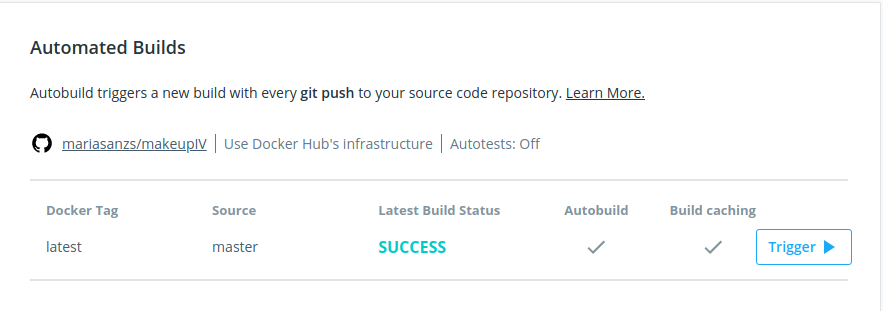 Automated Builds
Autobuild triggers a new build with every git push to your source code repository. Learn More.
mariasanzs/makeupIV | Use Docker Hub's infrastructure | Autotests: Off
Docker Tag Source Latest Build Status Autobuild Build caching
latest master SUCCESS Trigger